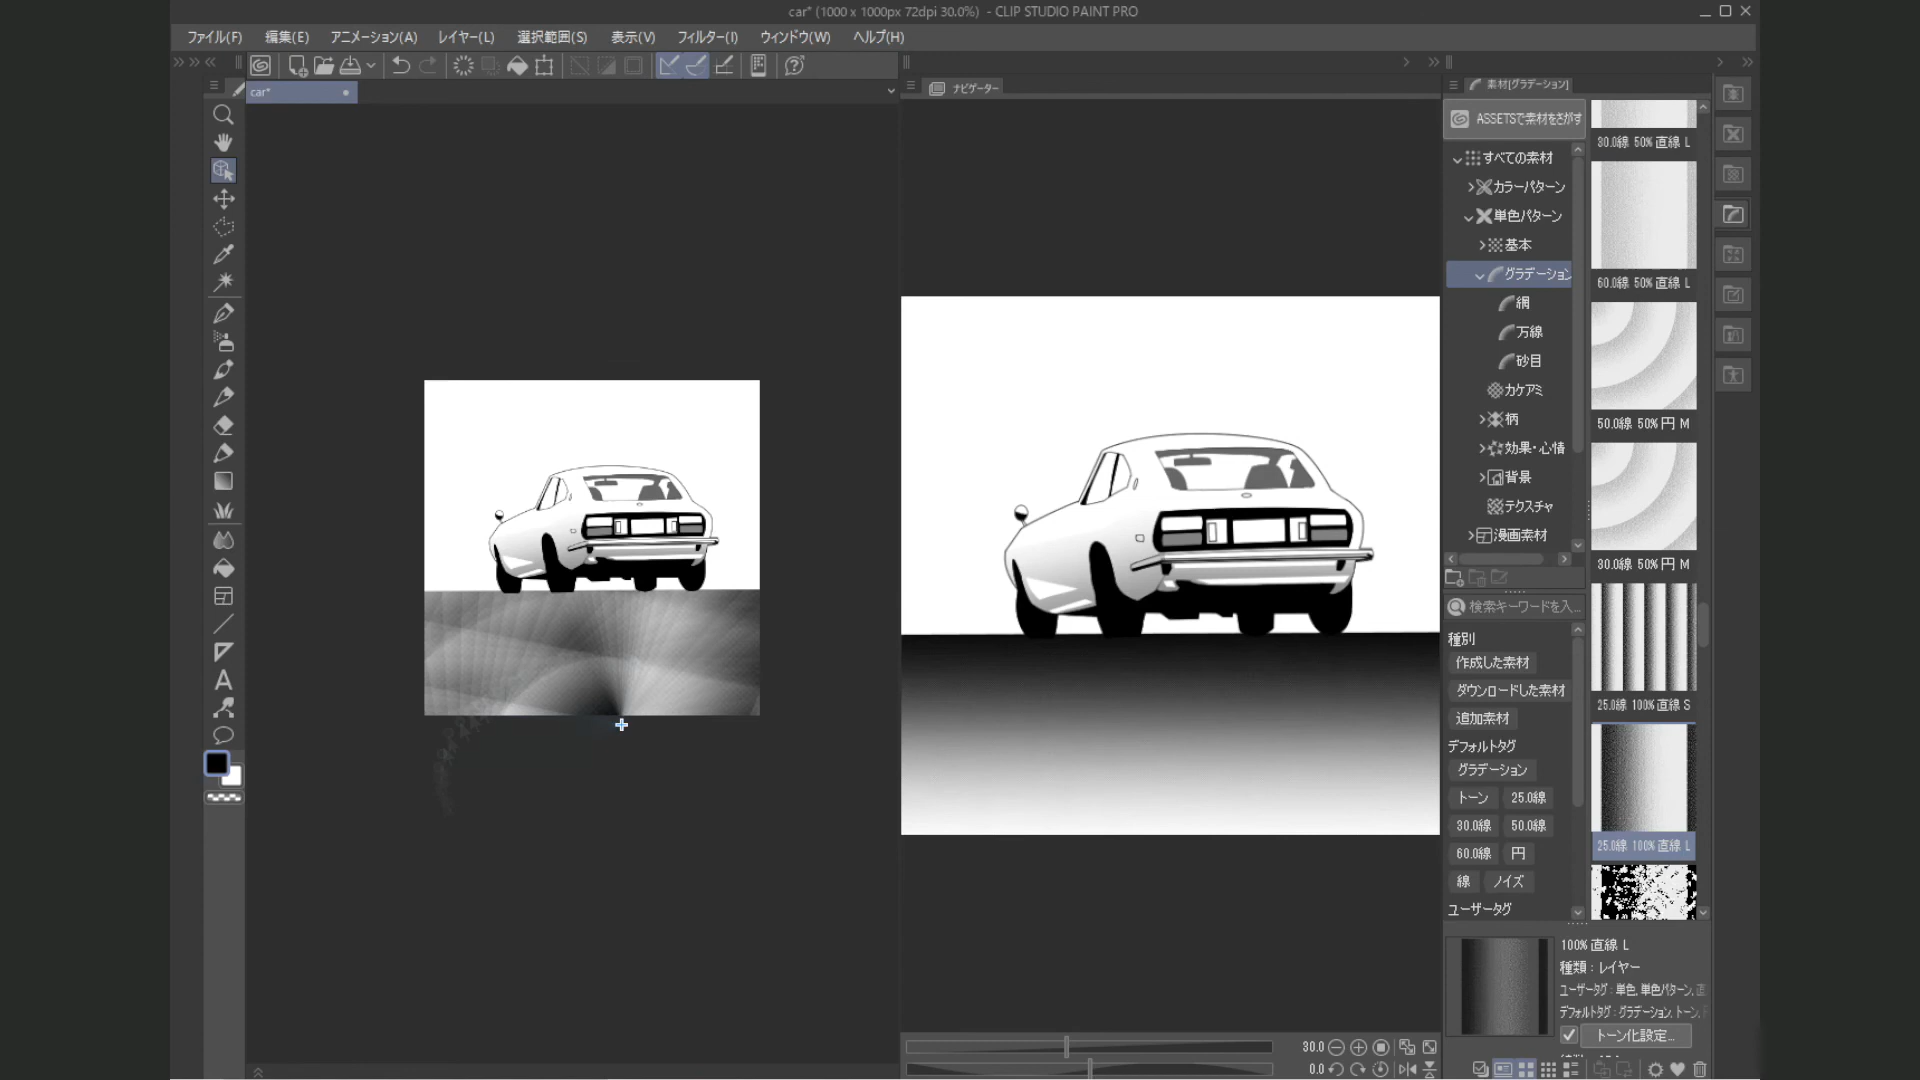 car* (1000 x 1000px 72dpi 30.0%) - CLIP STUDIO PAINT PRO
ファイル(F) 編集(E) アニメーション(A) レイヤー(L) 選択範囲(S) 表示(V) フィルター(I) ウィンドウ(W) ヘルプ(H)
car*
ナビゲーター
素材[グラデーション]
ASSETSで素材をさがす
すべての素材
カラーパターン
単色パターン
基本
グラデーション
網
万線
砂目
カケアミ
柄
効果・心情
背景
テクスチャ
漫画素材
検索キーワードを入...
種別
作成した素材
ダウンロードした素材
追加素材
デフォルトタグ
グラデーション
トーン 25.0線
30.0線 50.0線
60.0線 円
線 ノイズ
ユーザータグ
30.0線 50% 直線 L
60.0線 50% 直線 L
50.0線 50% 円 M
30.0線 50% 円 M
25.0線 100% 直線 S
25.0線 100% 直線 L
100% 直線 L
種類 : レイヤー
ユーザータグ : 単色, 単色パターン,
デフォルトタグ : グラデーション, トーン,
トーン化設定...
30.0
0.0